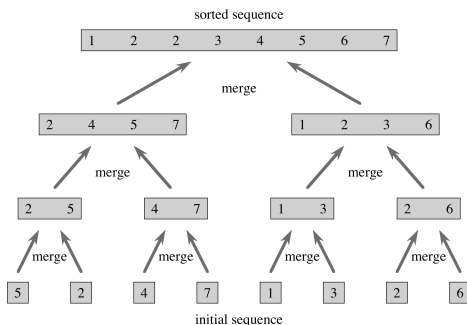 sorted sequence
1 2 2 3 4 5 6 7
merge
2 4 5 7 1 2 3 6
merge merge
2 5 4 7 1 3 2 6
merge merge merge merge
5 2 4 7 1 3 2 6
initial sequence